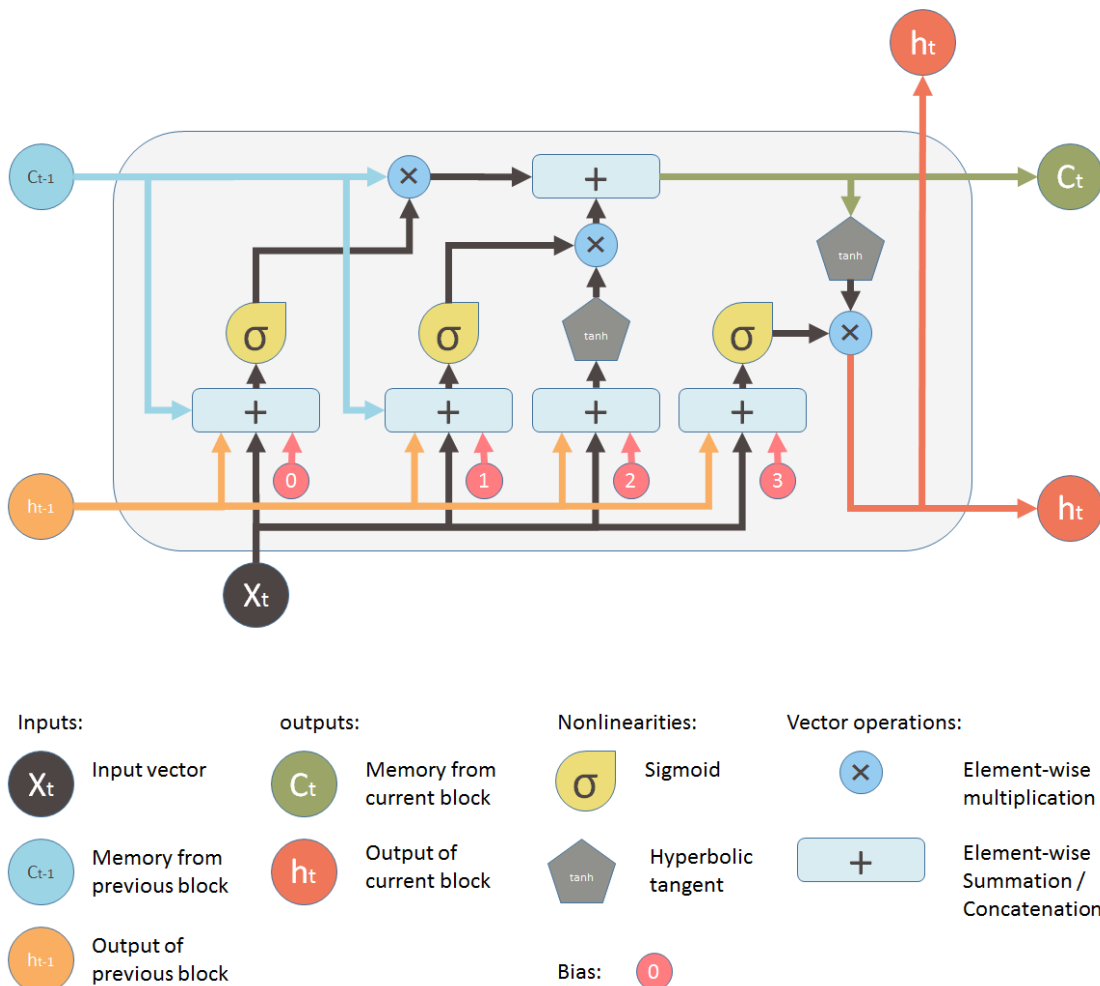 ht
Ct-1
×
+
Ct
tanh
×
σ
σ
tanh
σ
×
+
+
+
+
0
1
2
3
ht-1
ht
Xt
Inputs:
outputs:
Nonlinearities:
Vector operations:
Xt
Input vector
Ct
Memory from
current block
σ
Sigmoid
×
Element-wise
multiplication
Ct-1
Memory from
previous block
ht
Output of
current block
tanh
Hyperbolic
tangent
+
Element-wise
Summation /
Concatenation
ht-1
Output of
previous block
Bias:
0